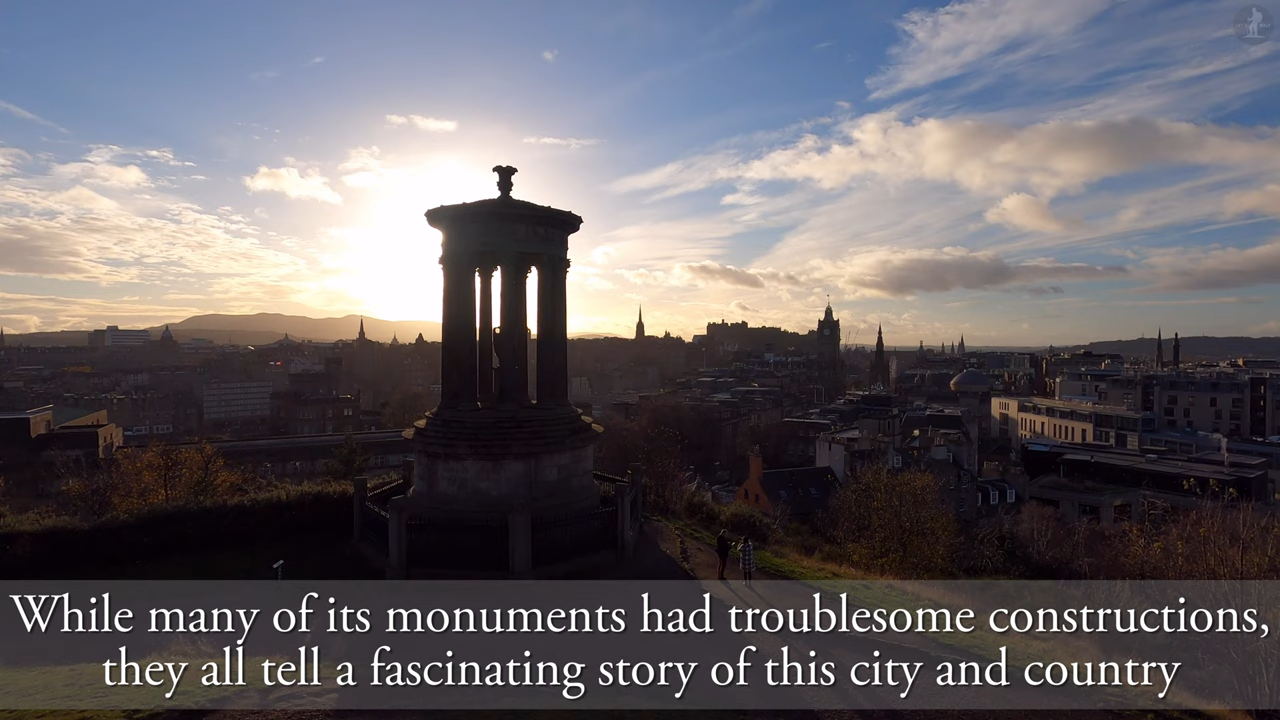 While many of its monuments had troublesome constructions,
they all tell a fascinating story of this city and country